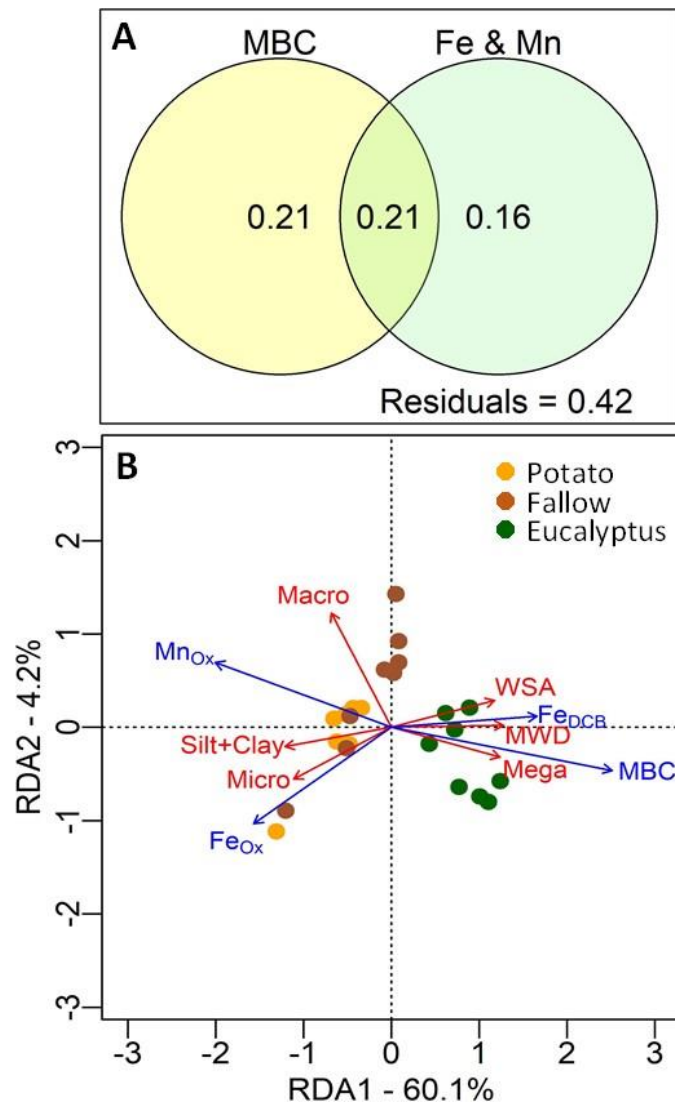 A
MBC Fe & Mn
0.21 0.21 0.16
Residuals = 0.42
B
Potato
Fallow
Eucalyptus
3
2
1
0
-1
-2
-3
RDA2 - 4.2%
Macro
MnOx
WSA
FeDCB
MWD
Silt+Clay
Mega
MBC
Micro
FeOx
-3 -2 -1 0 1 2 3
RDA1 - 60.1%